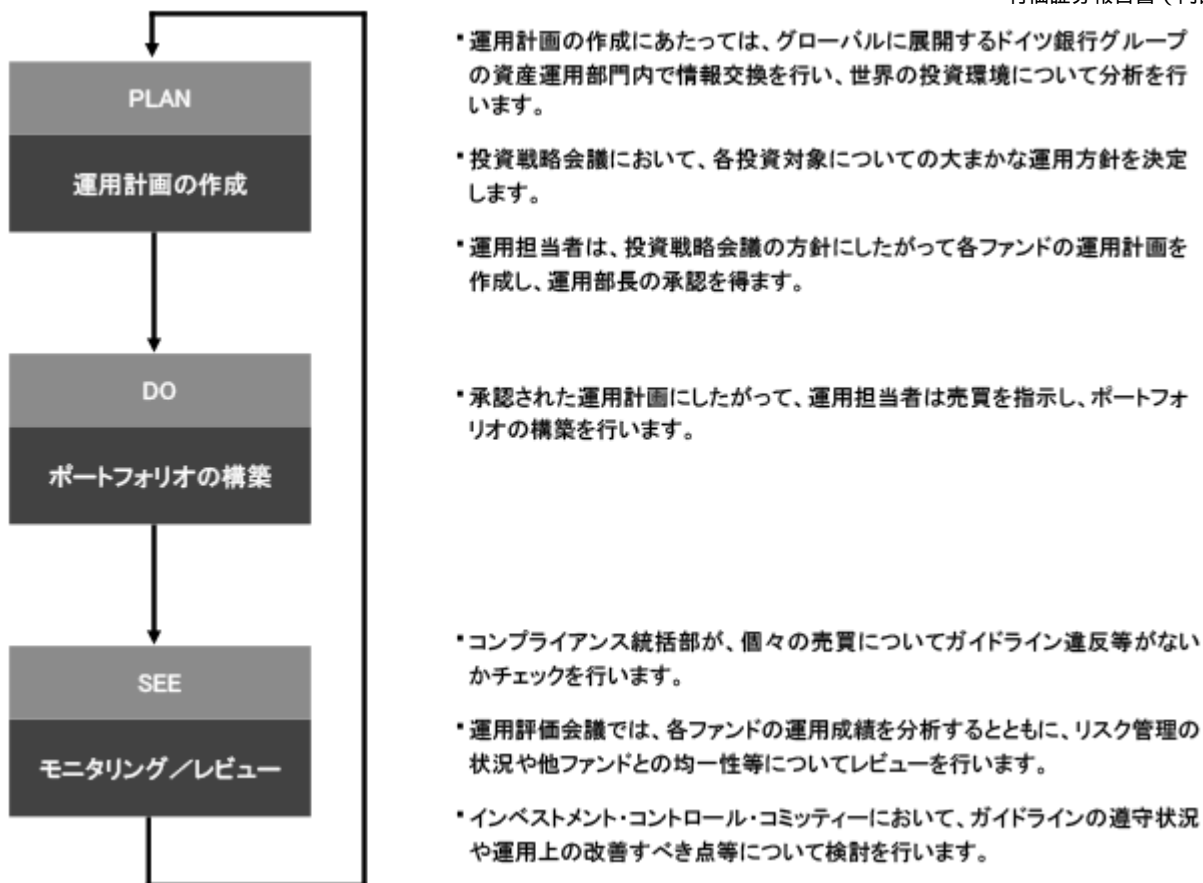 PLAN
運用計画の作成
・運用計画の作成にあたっては、グローバルに展開するドイツ銀行グループ
の資産運用部門内で情報交換を行い、世界の投資環境について分析を行
います。
・投資戦略会議において、各投資対象についての大まかな運用方針を決定
します。
・運用担当者は、投資戦略会議の方針にしたがって各ファンドの運用計画を
作成し、運用部長の承認を得ます。
DO
ポートフォリオの構築
・承認された運用計画にしたがって、運用担当者は売買を指示し、ポートフォ
リオの構築を行います。
SEE
モニタリング／レビュー
・コンプライアンス統括部が、個々の売買についてガイドライン違反等がない
かチェックを行います。
・運用評価会議では、各ファンドの運用成績を分析するとともに、リスク管理の
状況や他ファンドとの均一性等についてレビューを行います。
・インベストメント・コントロール・コミッティーにおいて、ガイドラインの遵守状況
や運用上の改善すべき点等について検討を行います。